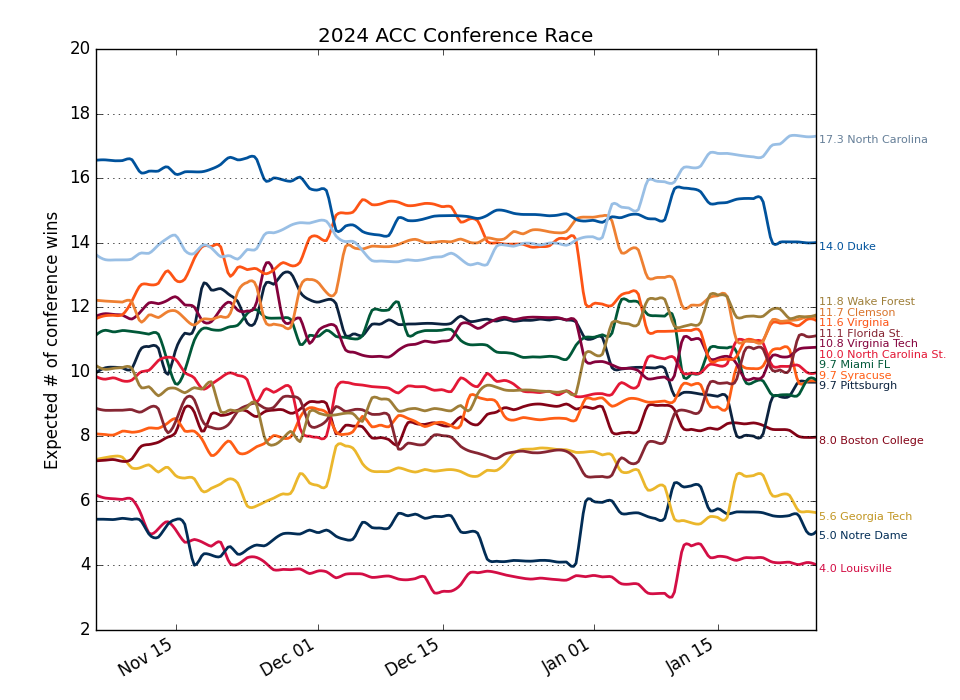 2024 ACC Conference Race
Expected # of conference wins
20
18
16
14
12
10
8
6
4
2
Nov 15
Dec 01
Dec 15
Jan 01
Jan 15
17.3 North Carolina
14.0 Duke
11.8 Wake Forest
11.7 Clemson
11.6 Virginia
11.1 Florida St.
10.8 Virginia Tech
10.0 North Carolina St.
9.7 Miami FL
9.7 Syracuse
9.7 Pittsburgh
8.0 Boston College
5.6 Georgia Tech
5.0 Notre Dame
4.0 Louisville